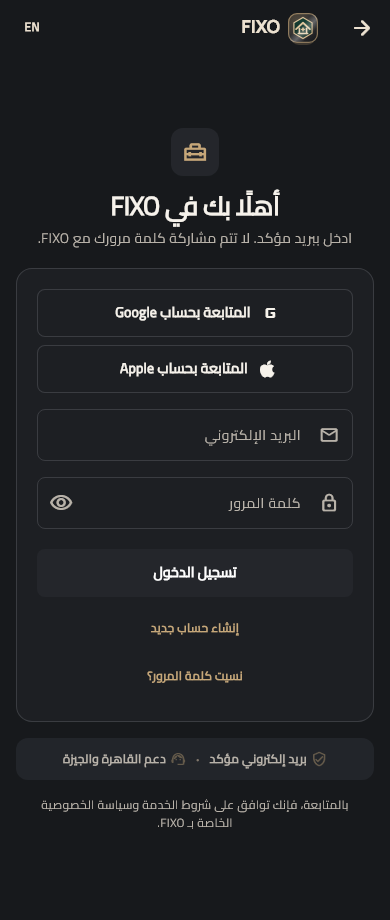 FIXO
EN
أهلًا بك في FIXO
ادخل ببريد مؤكد. لا تتم مشاركة كلمة مرورك مع FIXO.
المتابعة بحساب Google
المتابعة بحساب Apple
البريد الإلكتروني
كلمة المرور
تسجيل الدخول
إنشاء حساب جديد
نسيت كلمة المرور؟
بريد إلكتروني مؤكد · دعم القاهرة والجيزة
بالمتابعة، فإنك توافق على شروط الخدمة وسياسة الخصوصية
الخاصة بـ FIXO.